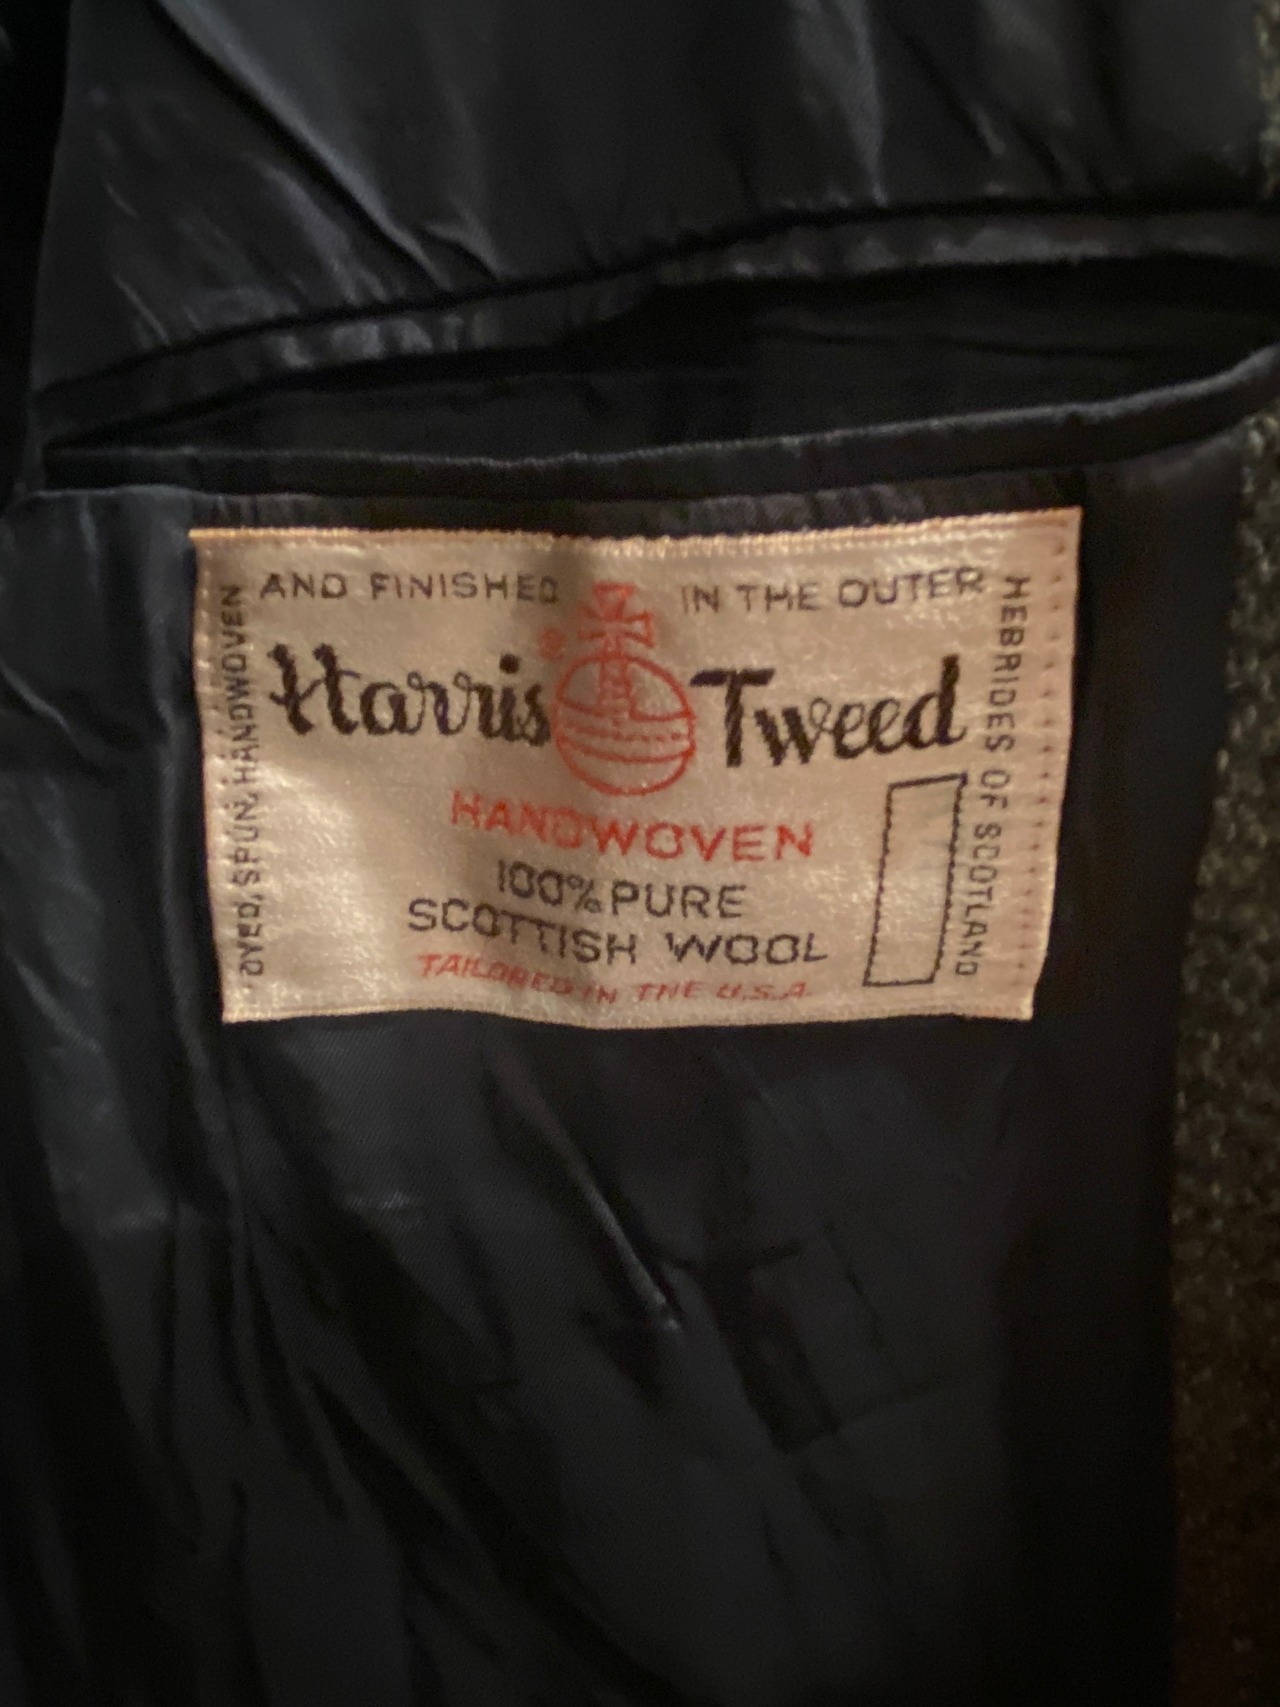 DYED, SPUN, HANDWOVEN
AND FINISHED
IN THE OUTER
HEBRIDES OF SCOTLAND
®
Harris Tweed
HANDWOVEN
100% PURE
SCOTTISH WOOL
TAILORED IN THE U.S.A.